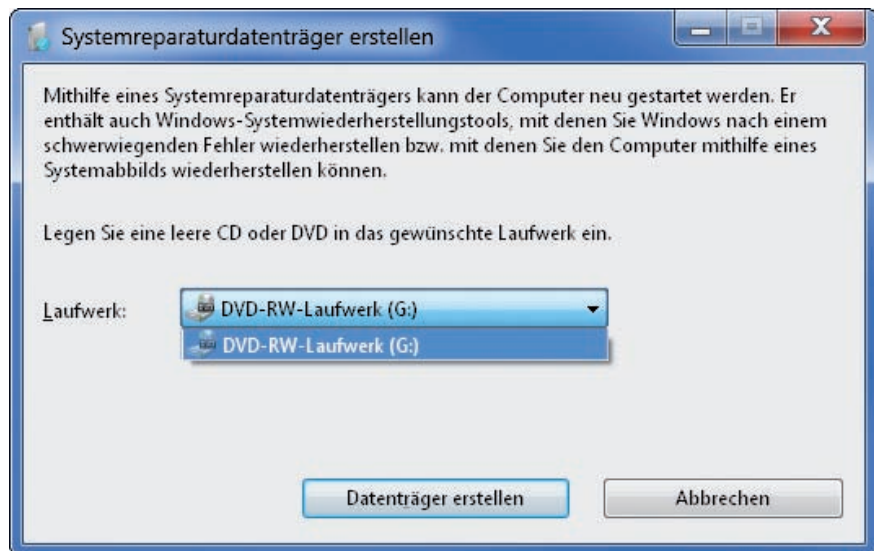 Systemreparaturdatenträger erstellen
Mithilfe eines Systemreparaturdatenträgers kann der Computer neu gestartet werden. Er
enthält auch Windows-Systemwiederherstellungstools, mit denen Sie Windows nach einem
schwerwiegenden Fehler wiederherstellen bzw. mit denen Sie den Computer mithilfe eines
Systemabbilds wiederherstellen können.
Legen Sie eine leere CD oder DVD in das gewünschte Laufwerk ein.
Laufwerk: DVD-RW-Laufwerk (G:)
DVD-RW-Laufwerk (G:)
Datenträger erstellen Abbrechen